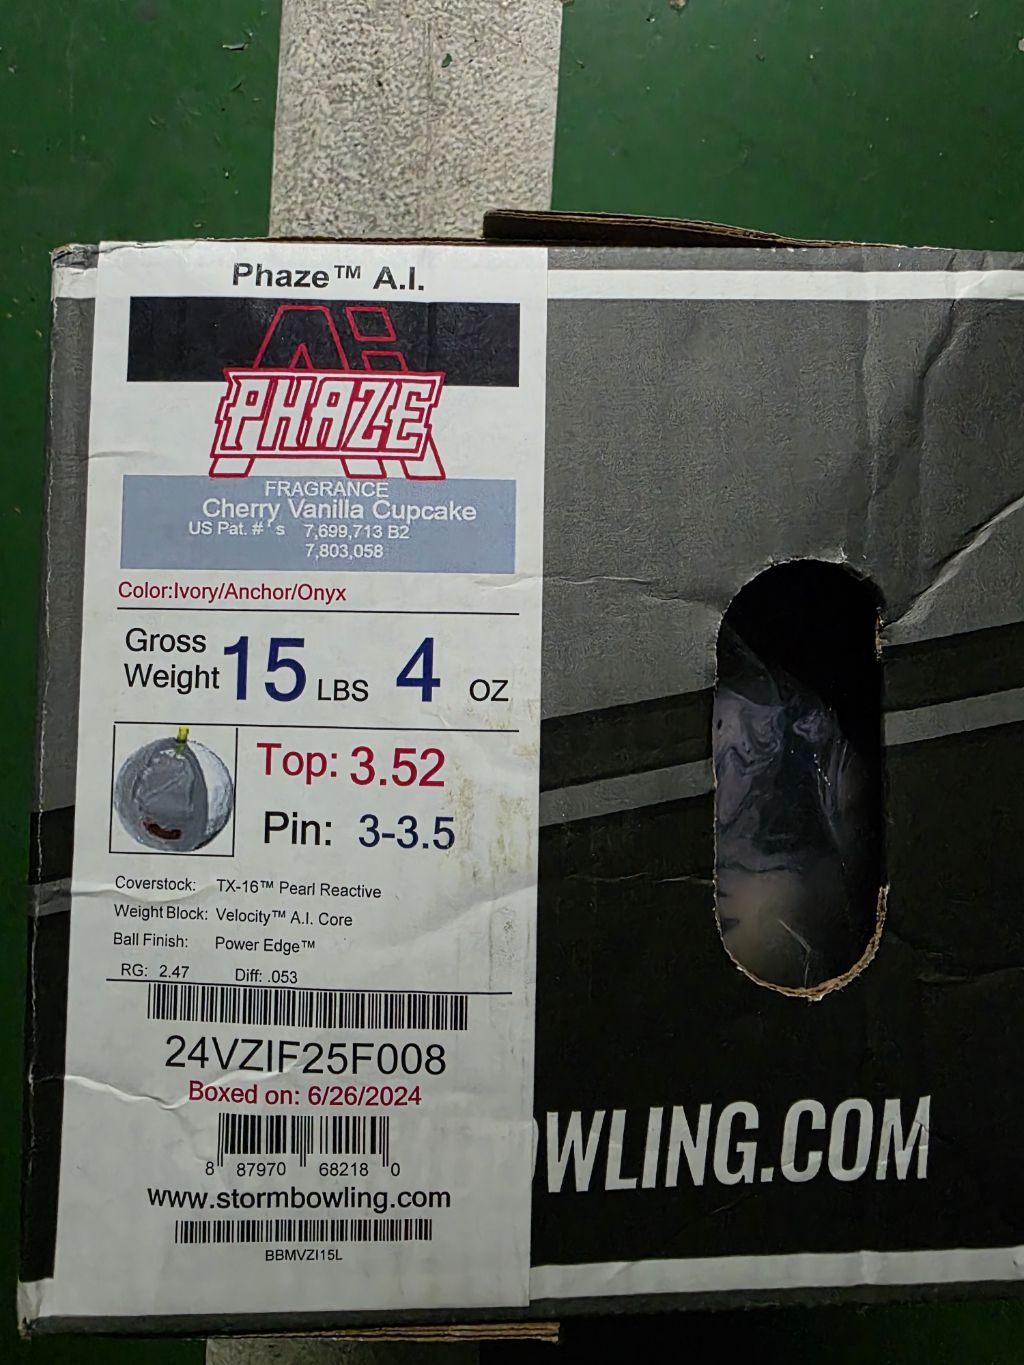 Phaze™ A.I.
AI
PHAZE
FRAGRANCE
Cherry Vanilla Cupcake
US Pat. #'s 7,699,713 B2
7,803,058
Color:Ivory/Anchor/Onyx
Gross
Weight 15 LBS 4 OZ
Top: 3.52
Pin: 3-3.5
Coverstock: TX-16™ Pearl Reactive
Weight Block: Velocity™ A.I. Core
Ball Finish: Power Edge™
RG: 2.47 Diff: .053
24VZIF25F008
Boxed on: 6/26/2024
8 87970 68218 0
www.stormbowling.com
BBMVZI15L
OWLING.COM